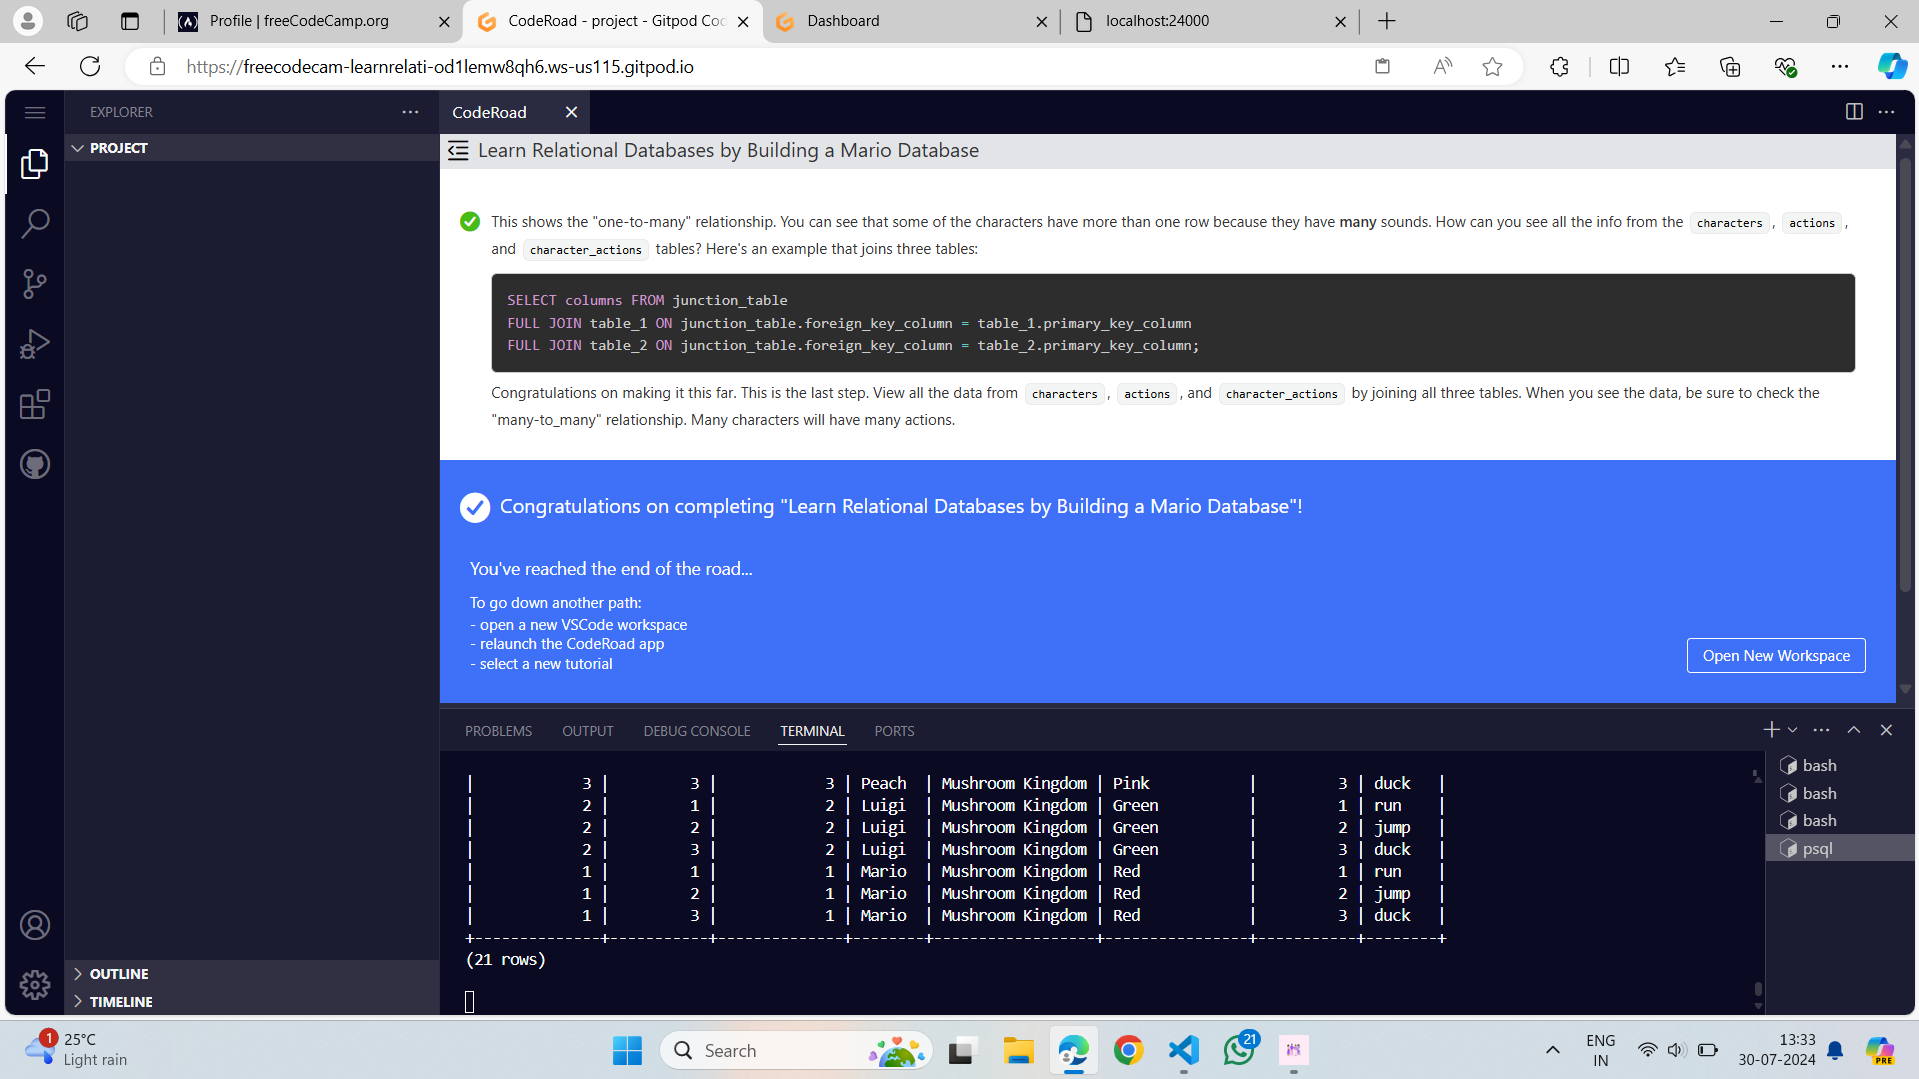 Profile | freeCodeCamp.org
CodeRoad - project - Gitpod Co
Dashboard
localhost:24000
https://freecodecam-learnrelati-od1lemw8qh6.ws-us115.gitpod.io
EXPLORER
CodeRoad
PROJECT
Learn Relational Databases by Building a Mario Database
This shows the "one-to-many" relationship. You can see that some of the characters have more than one row because they have many sounds. How can you see all the info from the characters , actions ,
and character_actions tables? Here's an example that joins three tables:
SELECT columns FROM junction_table
FULL JOIN table_1 ON junction_table.foreign_key_column = table_1.primary_key_column
FULL JOIN table_2 ON junction_table.foreign_key_column = table_2.primary_key_column;
Congratulations on making it this far. This is the last step. View all the data from characters , actions , and character_actions by joining all three tables. When you see the data, be sure to check the
"many-to_many" relationship. Many characters will have many actions.
Congratulations on completing "Learn Relational Databases by Building a Mario Database"!
You've reached the end of the road...
To go down another path:
- open a new VSCode workspace
- relaunch the CodeRoad app
- select a new tutorial
Open New Workspace
PROBLEMS OUTPUT DEBUG CONSOLE TERMINAL PORTS
| 3 | 3 | 3 | Peach | Mushroom Kingdom | Pink | 3 | duck |
| 2 | 1 | 2 | Luigi | Mushroom Kingdom | Green | 1 | run |
| 2 | 2 | 2 | Luigi | Mushroom Kingdom | Green | 2 | jump |
| 2 | 3 | 2 | Luigi | Mushroom Kingdom | Green | 3 | duck |
| 1 | 1 | 1 | Mario | Mushroom Kingdom | Red | 1 | run |
| 1 | 2 | 1 | Mario | Mushroom Kingdom | Red | 2 | jump |
| 1 | 3 | 1 | Mario | Mushroom Kingdom | Red | 3 | duck |
+--------------+-----------+--------------+--------+------------------+----------------+-----------+--------+
(21 rows)
bash
bash
bash
psql
OUTLINE
TIMELINE
1
25°C
Light rain
Search
21
ENG
IN
13:33
30-07-2024
PRE